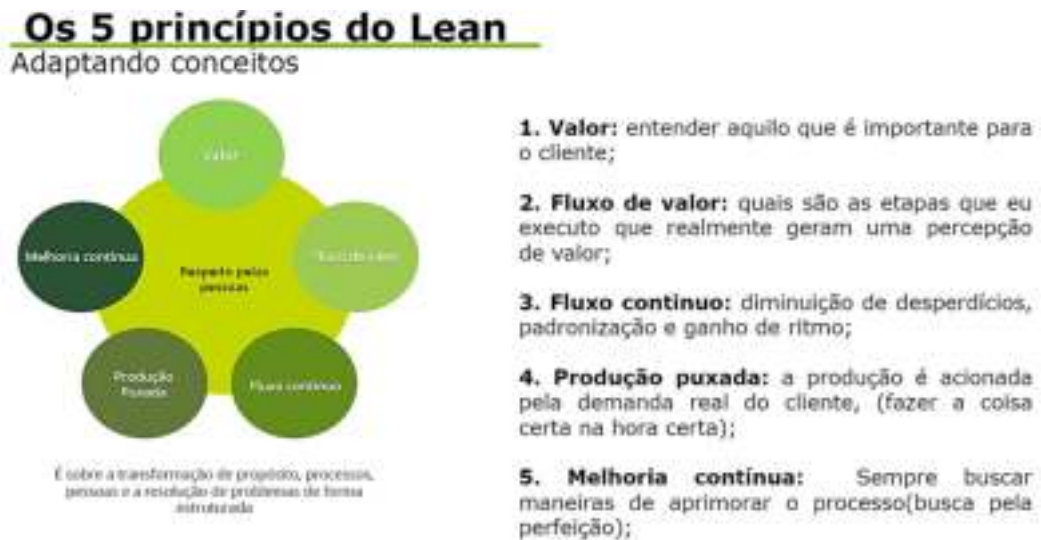 Os 5 princípios do Lean
Adaptando conceitos
Valor
Melhoria contínua
Fluxo de valor
Respeito pelas
pessoas
Produção
Puxada
Fluxo contínuo
É sobre a transformação de propósito, processos,
pessoas e a resolução de problemas de forma
estruturada
1. Valor: entender aquilo que é importante para
o cliente;
2. Fluxo de valor: quais são as etapas que eu
executo que realmente geram uma percepção
de valor;
3. Fluxo continuo: diminuição de desperdícios,
padronização e ganho de ritmo;
4. Produção puxada: a produção é acionada
pela demanda real do cliente, (fazer a coisa
certa na hora certa);
5. Melhoria contínua: Sempre buscar
maneiras de aprimorar o processo(busca pela
perfeição);